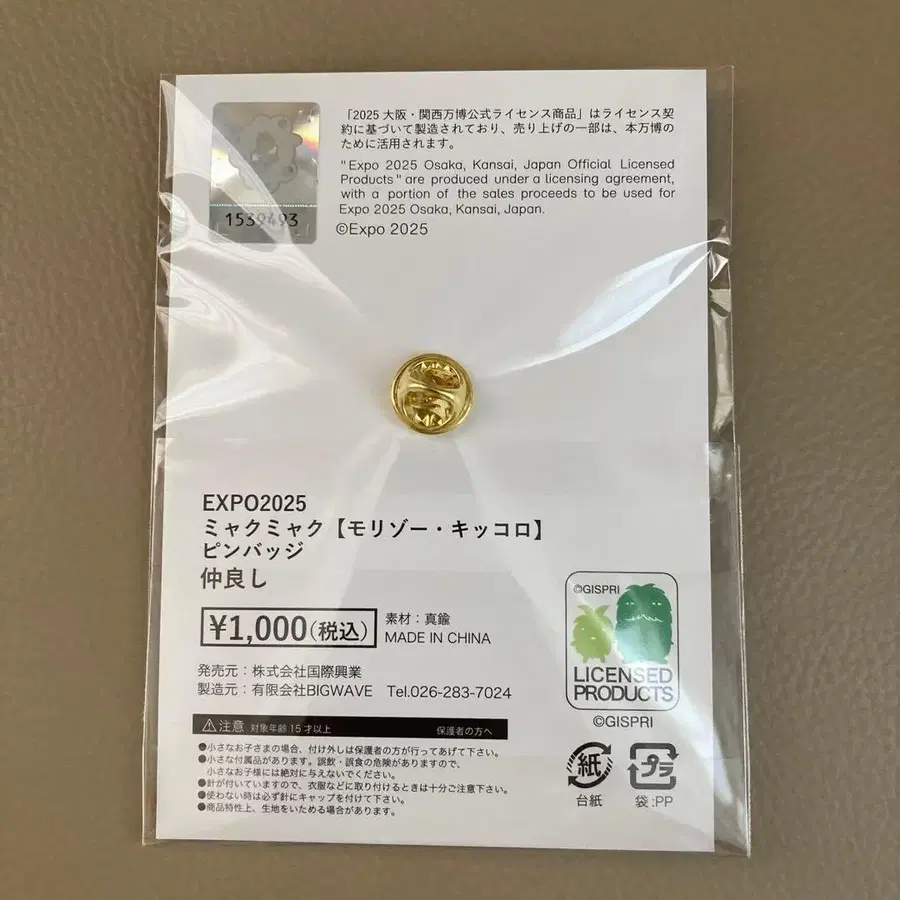 「2025 大阪・関西万博公式ライセンス商品」はライセンス契
約に基づいて製造されており、売り上げの一部は、本万博の
ために活用されます。
"Expo 2025 Osaka, Kansai, Japan Official Licensed
Products" are produced under a licensing agreement,
with a portion of the sales proceeds to be used for
Expo 2025 Osaka, Kansai, Japan.
©Expo 2025
1539493
EXPO2025
ミャクミャク【モリゾー・キッコロ】
ピンバッジ
仲良し
¥1,000(税込)
素材：真鍮
MADE IN CHINA
発売元：株式会社国際興業
製造元：有限会社BIGWAVE Tel.026-283-7024
©GISPRI
LICENSED
PRODUCTS
©GISPRI
注意 対象年齢15才以上 保護者の方へ
●小さなお子さまの場合、付け外しは保護者の方が行ってあげて下さい。
●小さな付属品があります。誤飲・誤食の危険がありますので、
小さなお子様には絶対に与えないでください。
●針が付いていますので、衣服などに取り付けるときは十分ご注意下さい。
●使わない時は必ず針にキャップを付けて下さい。
●商品特性上、生地をいためる場合があります。
紙
プラ
台紙
袋:PP